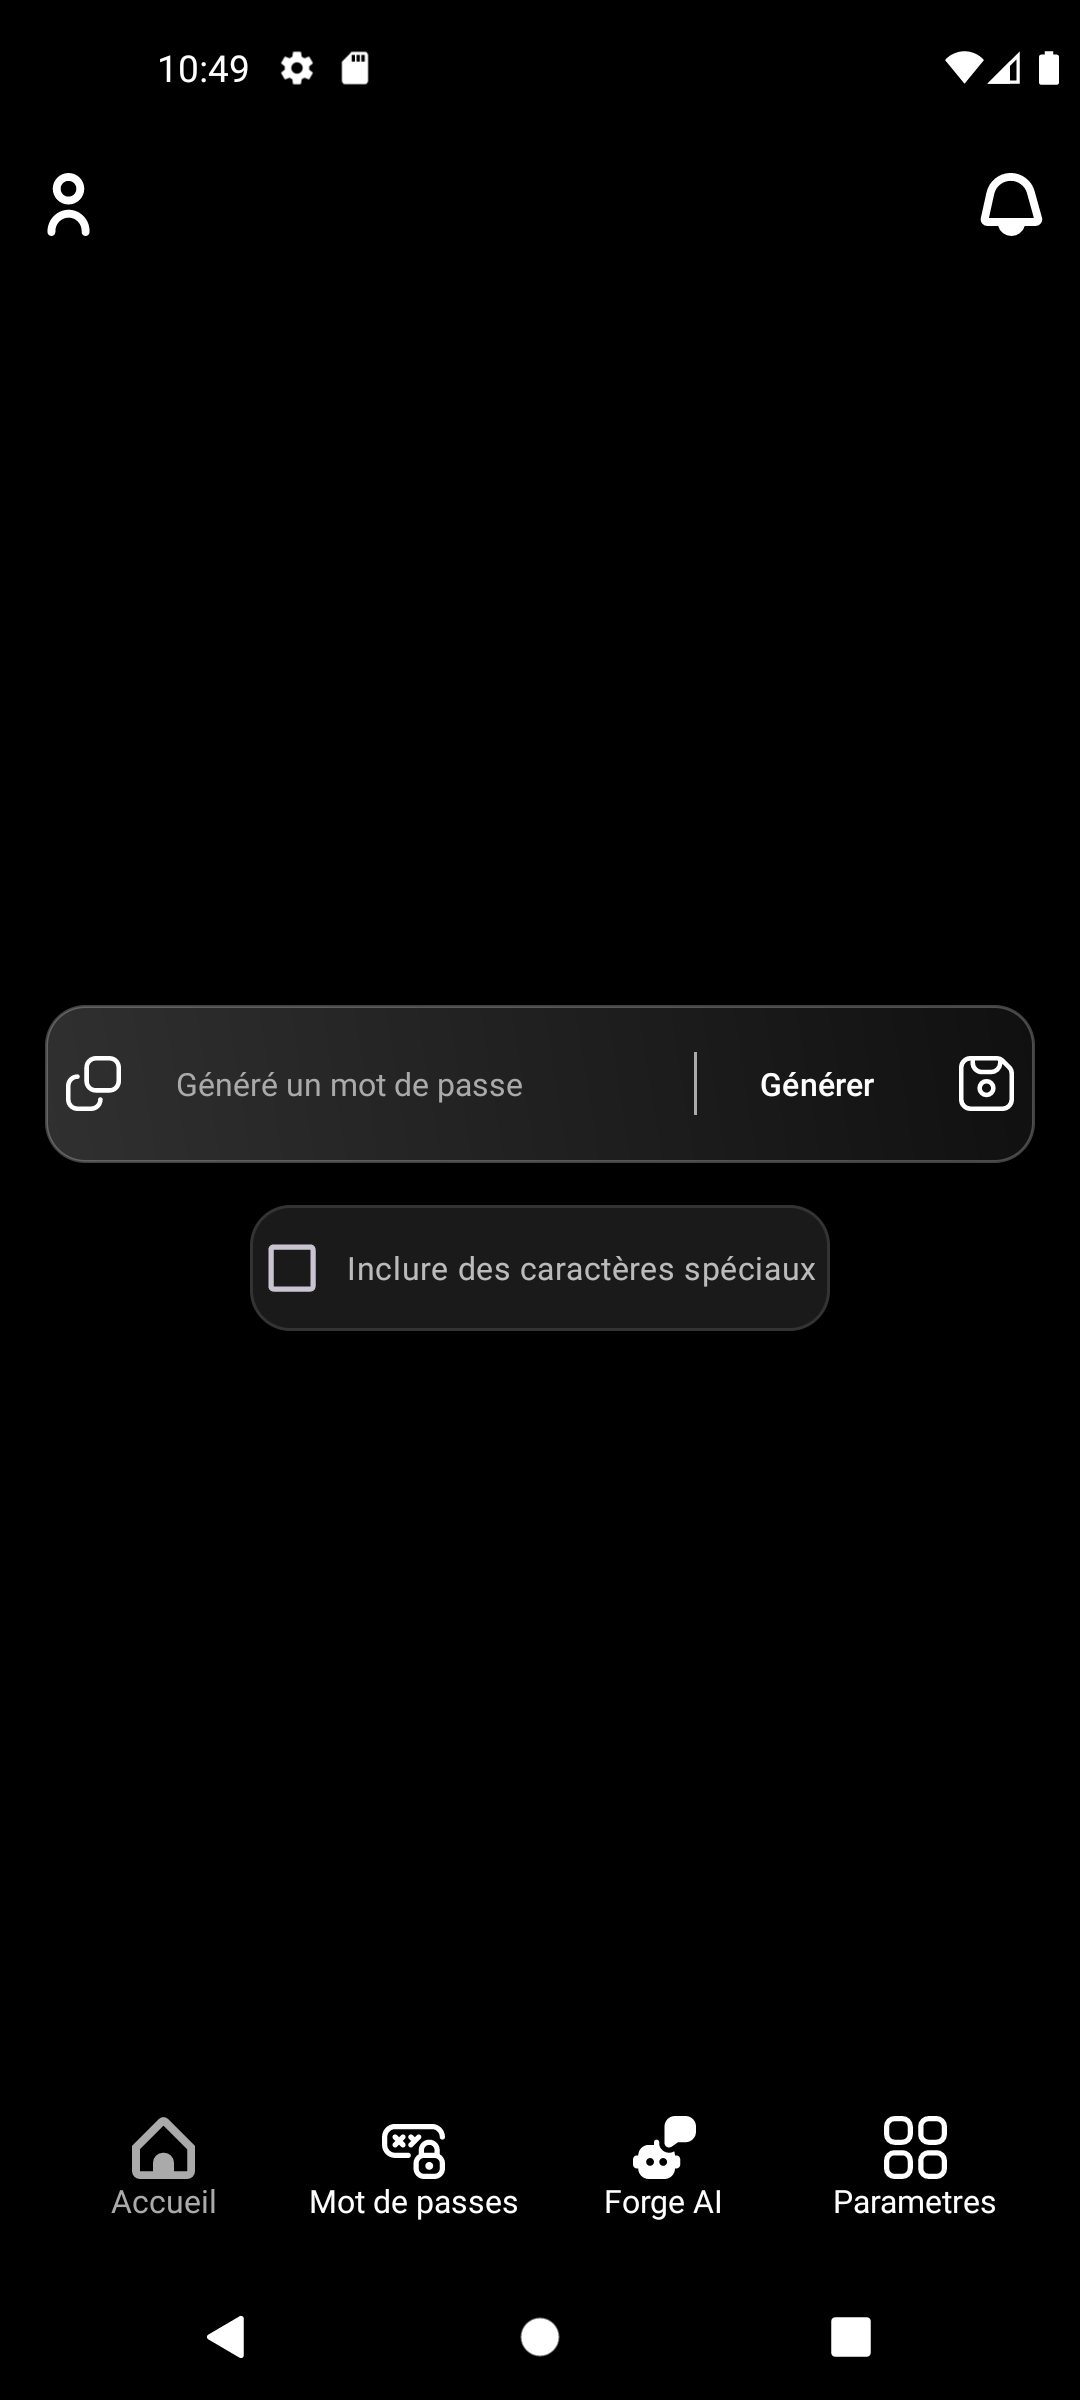 10:49
Généré un mot de passe
Générer
Inclure des caractères spéciaux
Accueil
Mot de passes
Forge AI
Parametres